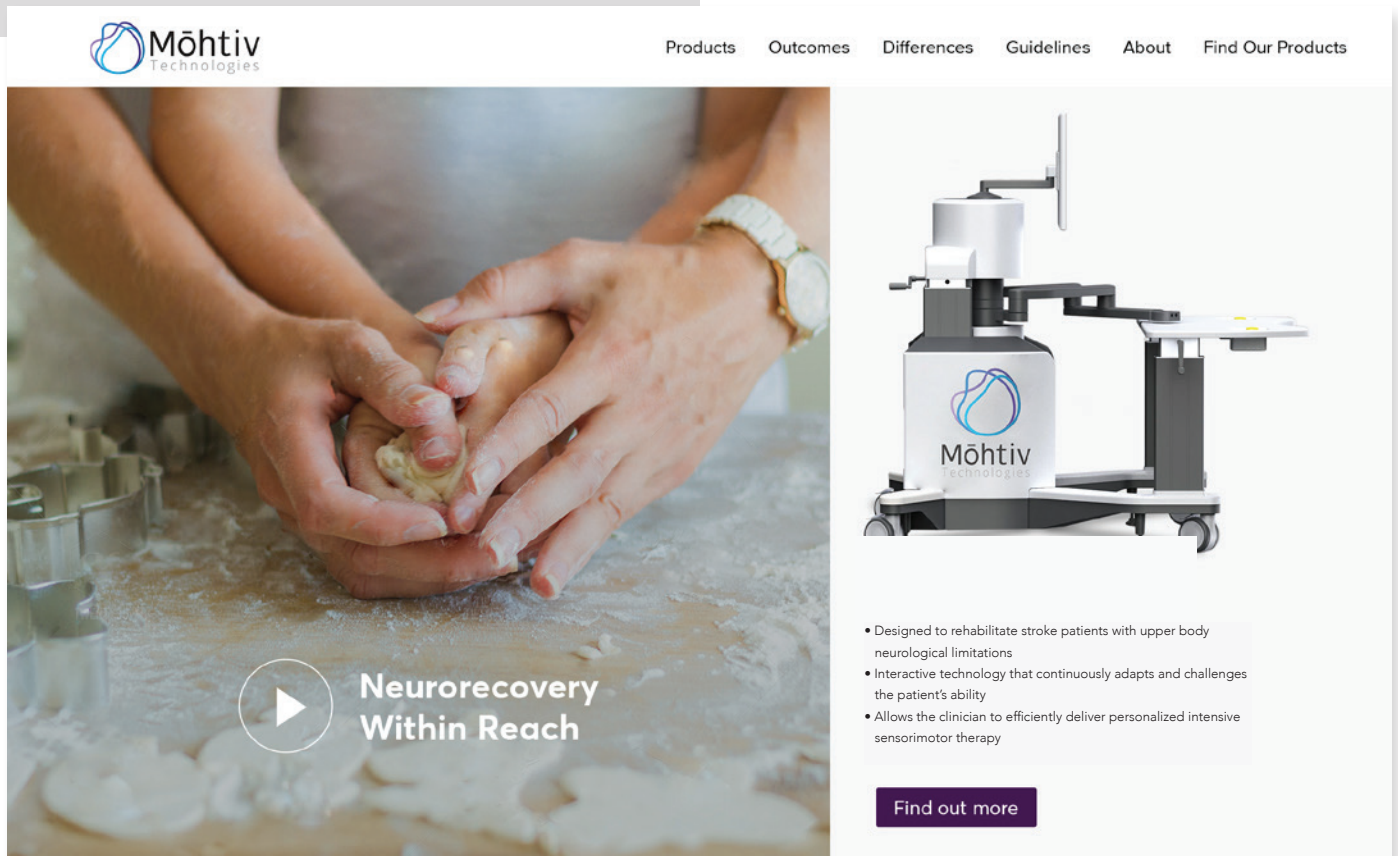 Mōhtiv
Technologies
Products Outcomes Differences Guidelines About Find Our Products
Mōhtiv
Technologies
Neurorecovery
Within Reach
• Designed to rehabilitate stroke patients with upper body
neurological limitations
• Interactive technology that continuously adapts and challenges
the patient’s ability
• Allows the clinician to efficiently deliver personalized intensive
sensorimotor therapy
Find out more